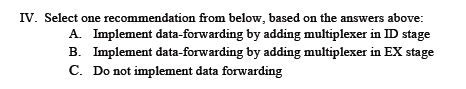 IV. Select one recommendation from below, based on the answers above:
A. Implement data-forwarding by adding multiplexer in ID stage
B. Implement data-forwarding by adding multiplexer in EX stage
C. Do not implement data forwarding